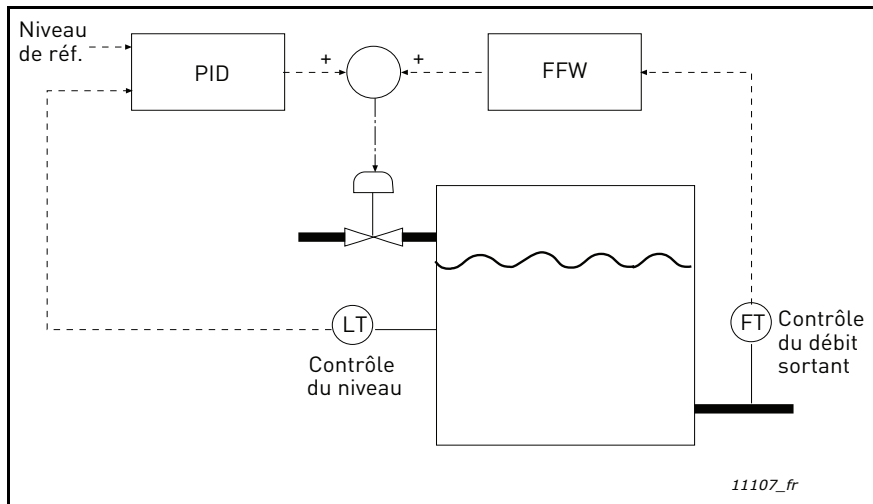 Niveau
de réf.
PID
+
+
FFW
LT
Contrôle
du niveau
FT
Contrôle
du débit
sortant
11107_fr